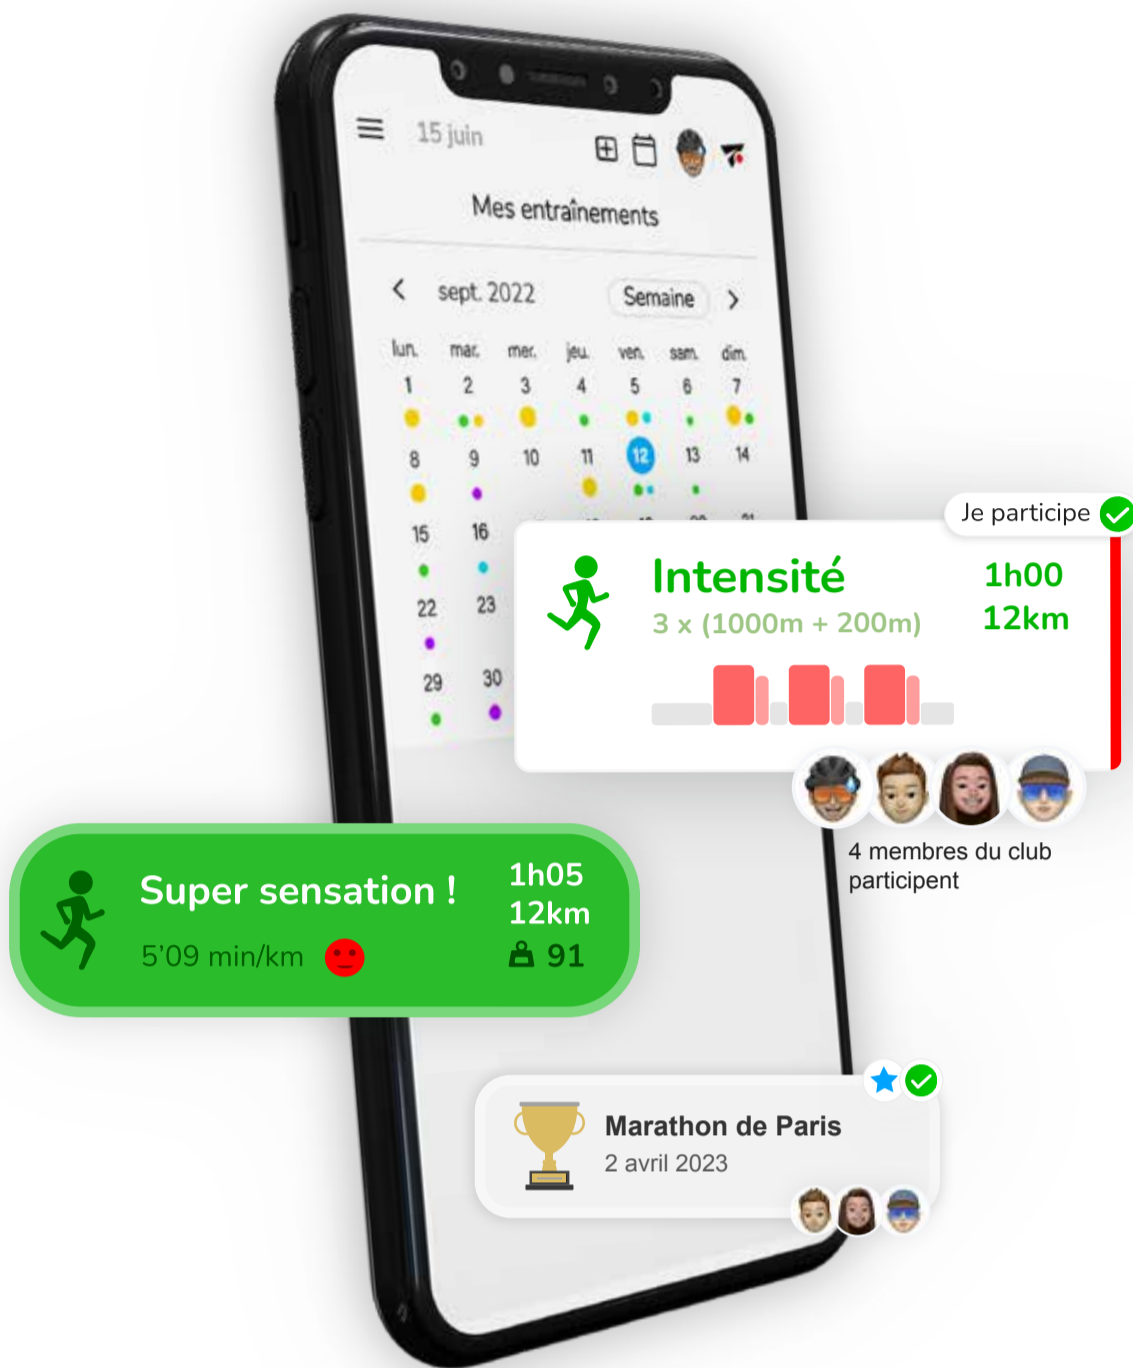 15 juin
Mes entraînements
sept. 2022
Semaine
lun. mar. mer. jeu. ven. sam. dim.
1 2 3 4 5 6 7
8 9 10 11 12 13 14
15 16
22 23
29 30
Je participe
Intensité
1h00
3 x (1000m + 200m)
12km
4 membres du club
participent
Super sensation !
1h05
12km
5’09 min/km
91
Marathon de Paris
2 avril 2023